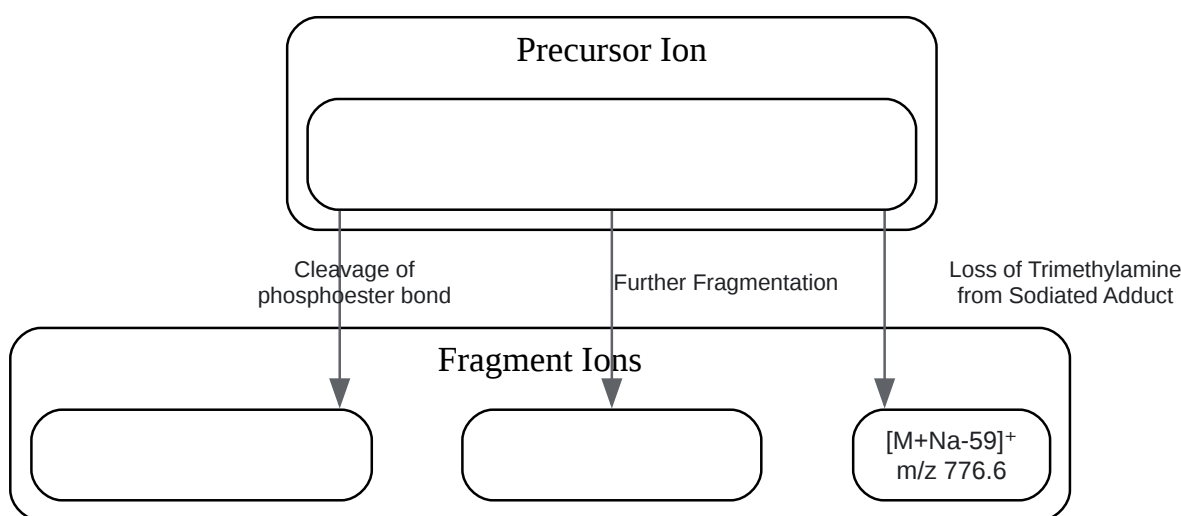 Precursor Ion
Cleavage of
phosphoester bond
Further Fragmentation
Loss of Trimethylamine
from Sodiated Adduct
Fragment Ions
[M+Na-59]⁺
m/z 776.6